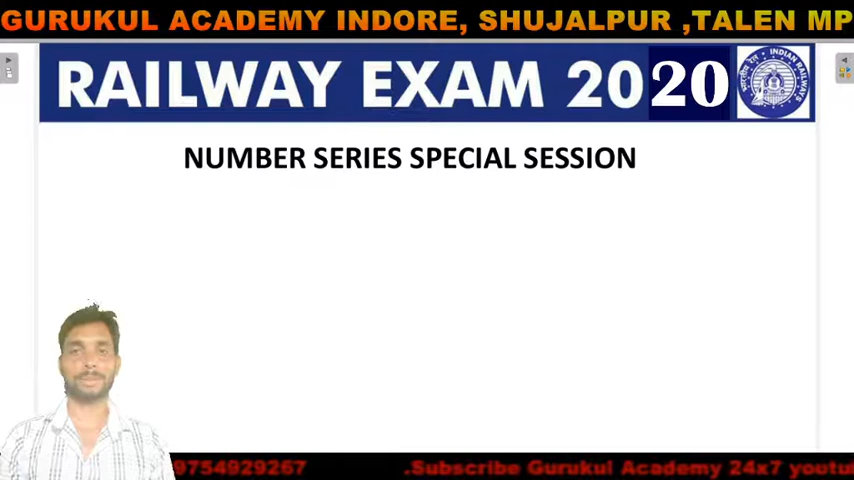 GURUKUL ACADEMY INDORE, SHUJALPUR ,TALEN MP
RAILWAY EXAM 2020
INDIAN RAILWAYS
NUMBER SERIES SPECIAL SESSION
9754929267 .Subscribe Gurukul Academy 24x7 youtu